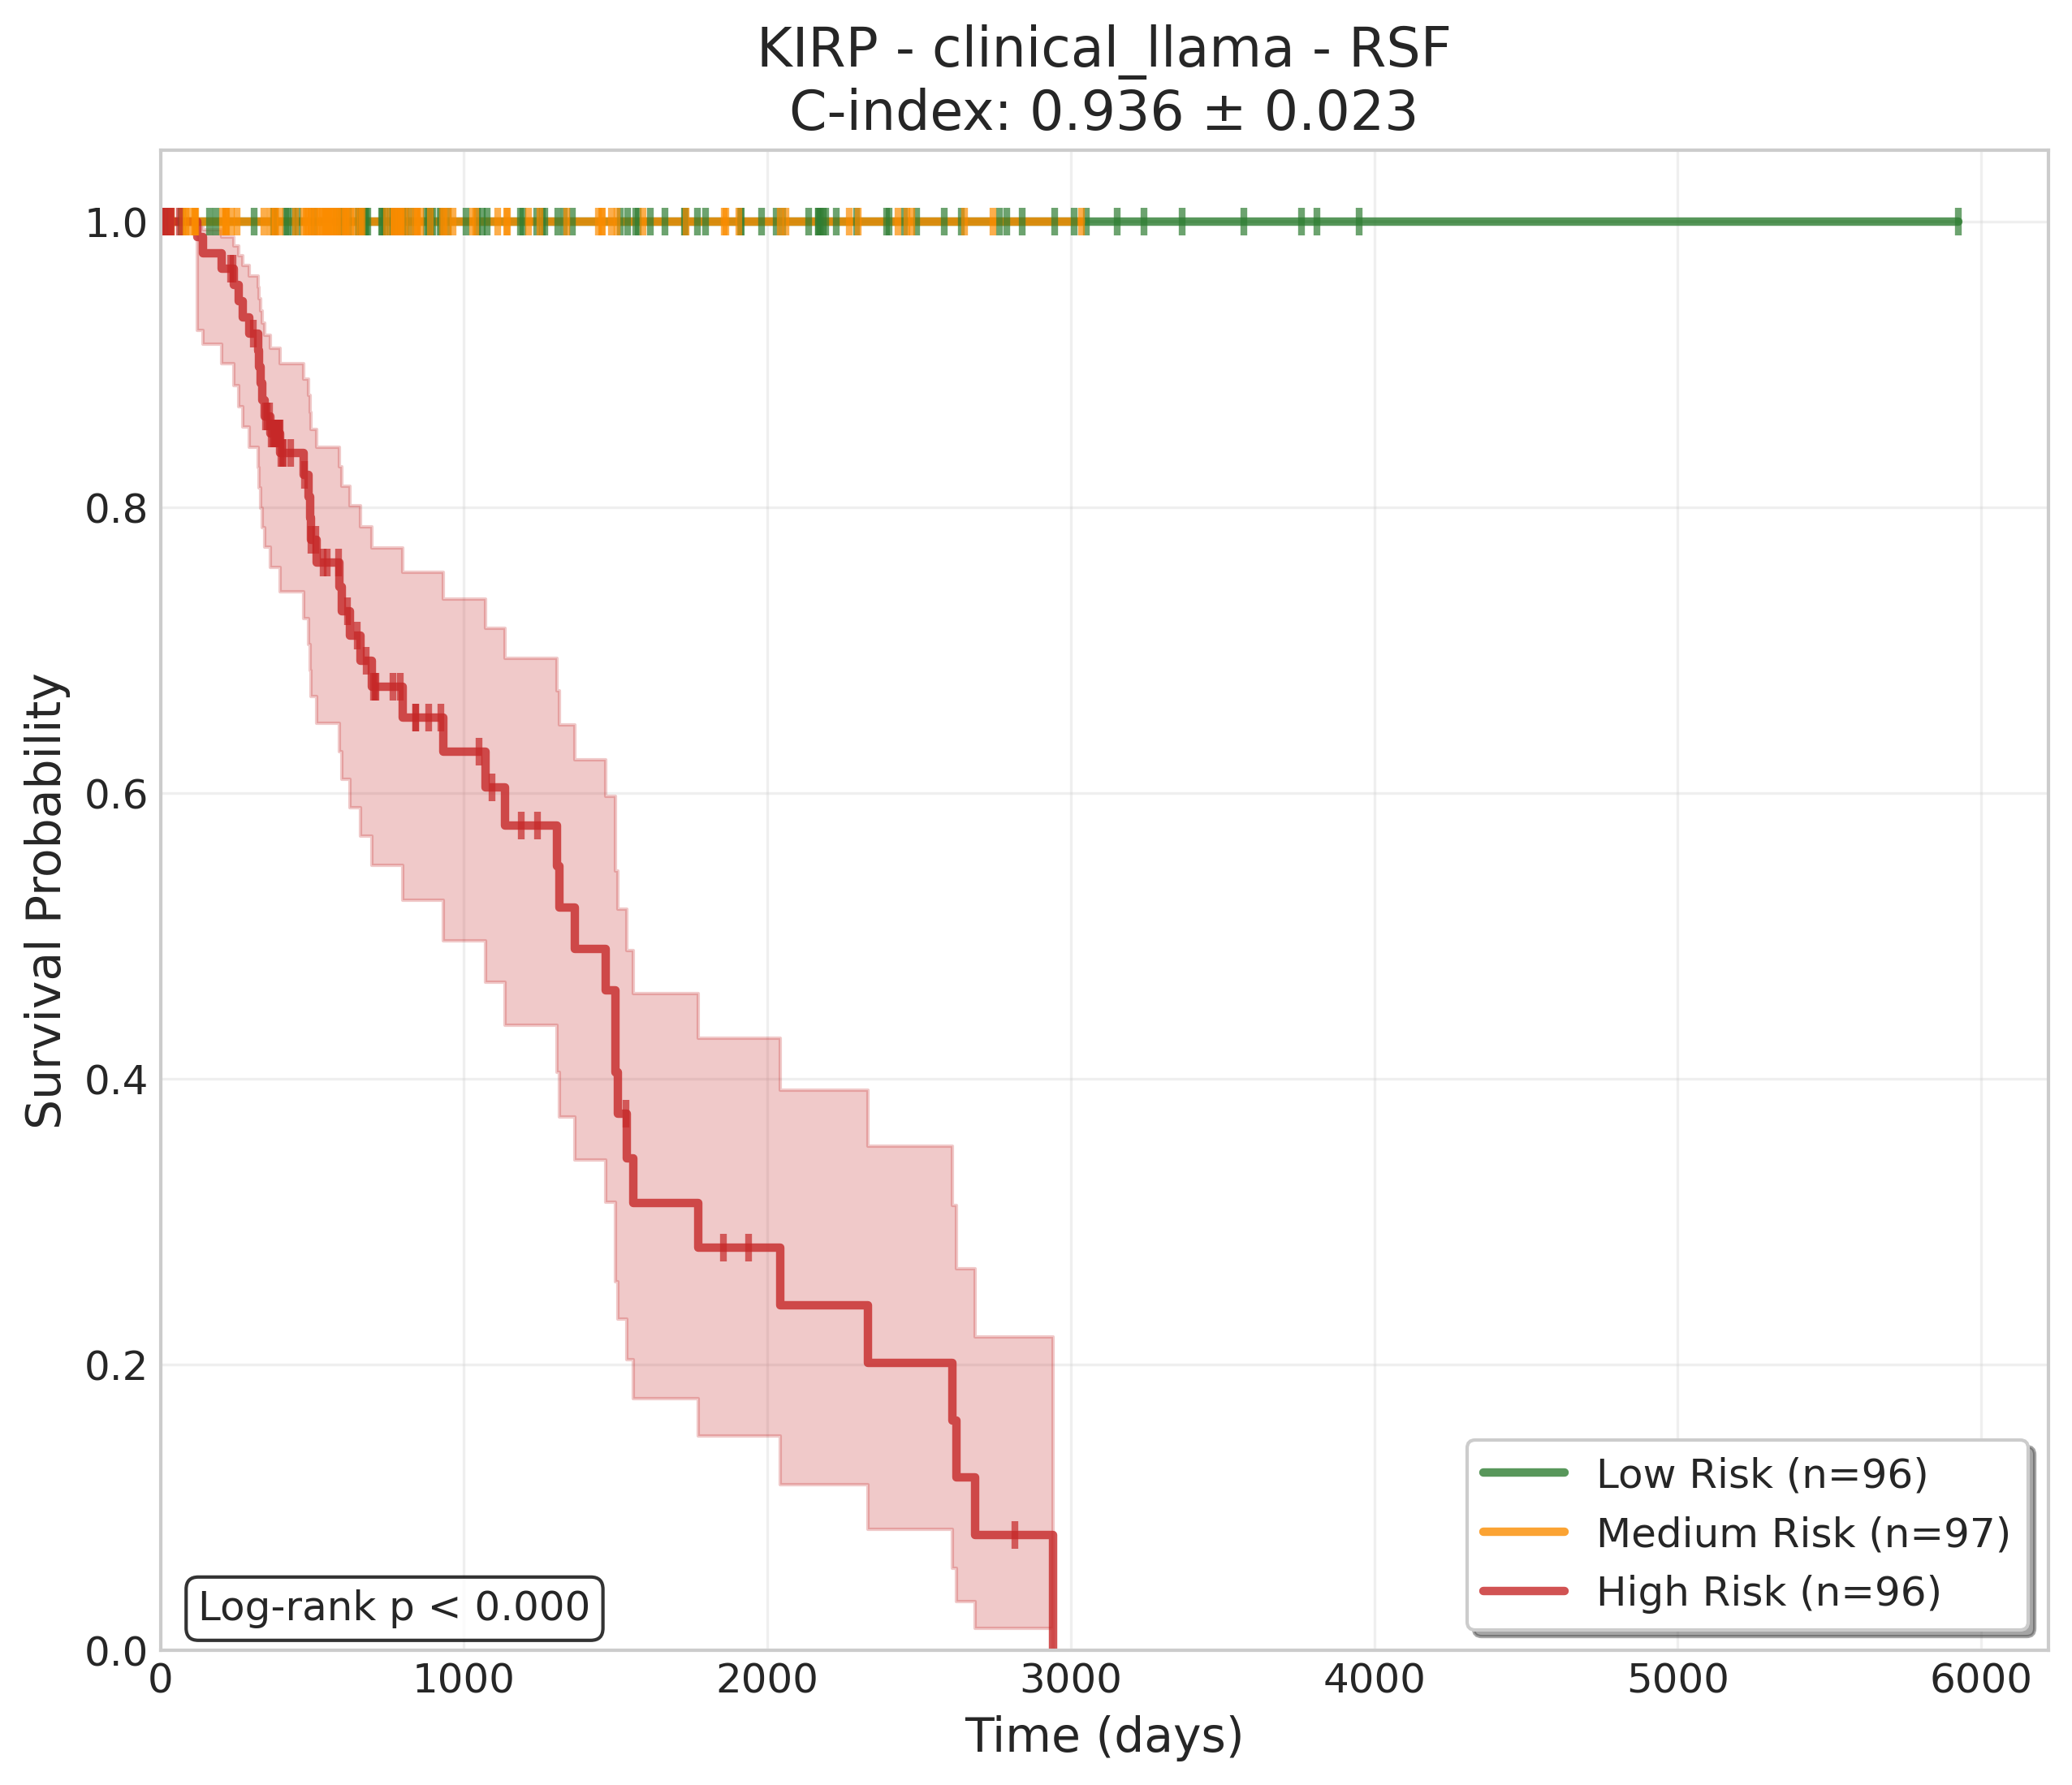 KIRP - clinical_llama - RSF
C-index: 0.936 ± 0.023
Survival Probability
1.0
0.8
0.6
0.4
0.2
0.0
0 1000 2000 3000 4000 5000 6000
Time (days)
Log-rank p < 0.000
Low Risk (n=96)
Medium Risk (n=97)
High Risk (n=96)